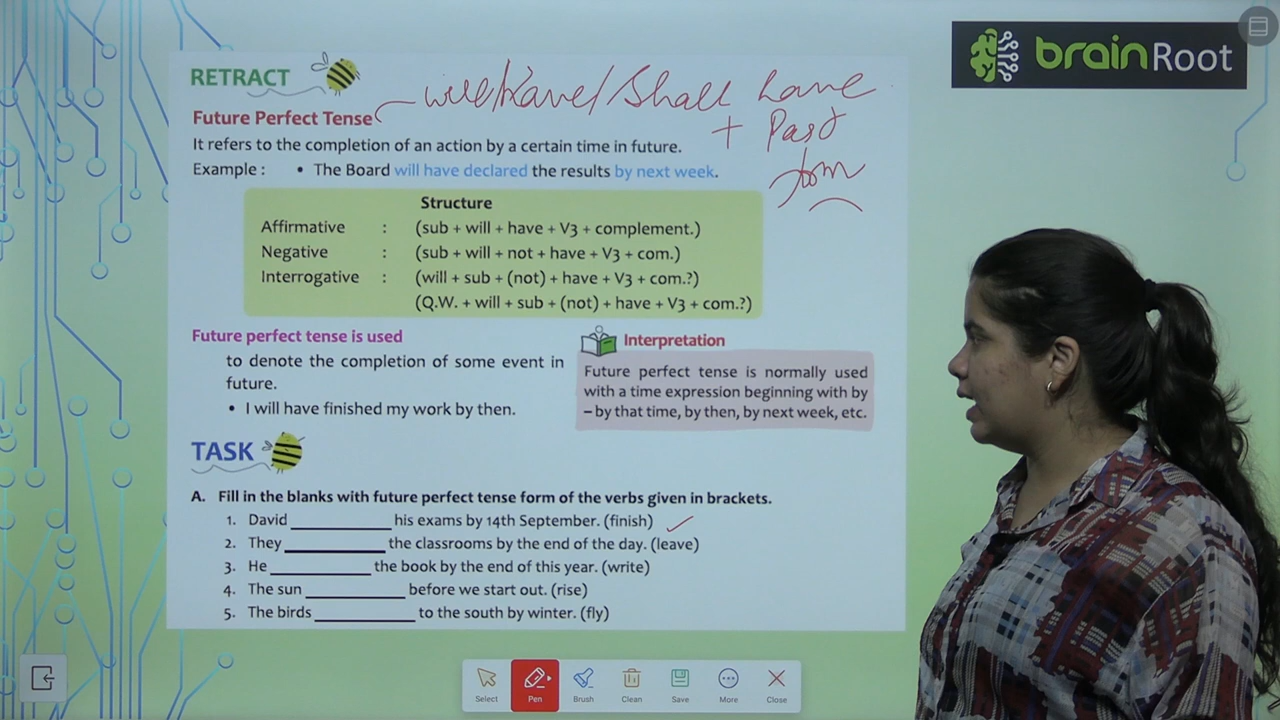 brainRoot
RETRACT
will/have/Shall have
+ Past
form
Future Perfect Tense
It refers to the completion of an action by a certain time in future.
Example : • The Board will have declared the results by next week.
Structure
Affirmative : (sub + will + have + V3 + complement.)
Negative : (sub + will + not + have + V3 + com.)
Interrogative : (will + sub + (not) + have + V3 + com.?)
(Q.W. + will + sub + (not) + have + V3 + com.?)
Future perfect tense is used
to denote the completion of some event in
future.
• I will have finished my work by then.
Interpretation
Future perfect tense is normally used
with a time expression beginning with by
– by that time, by then, by next week, etc.
TASK
A. Fill in the blanks with future perfect tense form of the verbs given in brackets.
1. David __________ his exams by 14th September. (finish)
2. They __________ the classrooms by the end of the day. (leave)
3. He __________ the book by the end of this year. (write)
4. The sun __________ before we start out. (rise)
5. The birds __________ to the south by winter. (fly)
Select Pen Brush Clean Save More Close